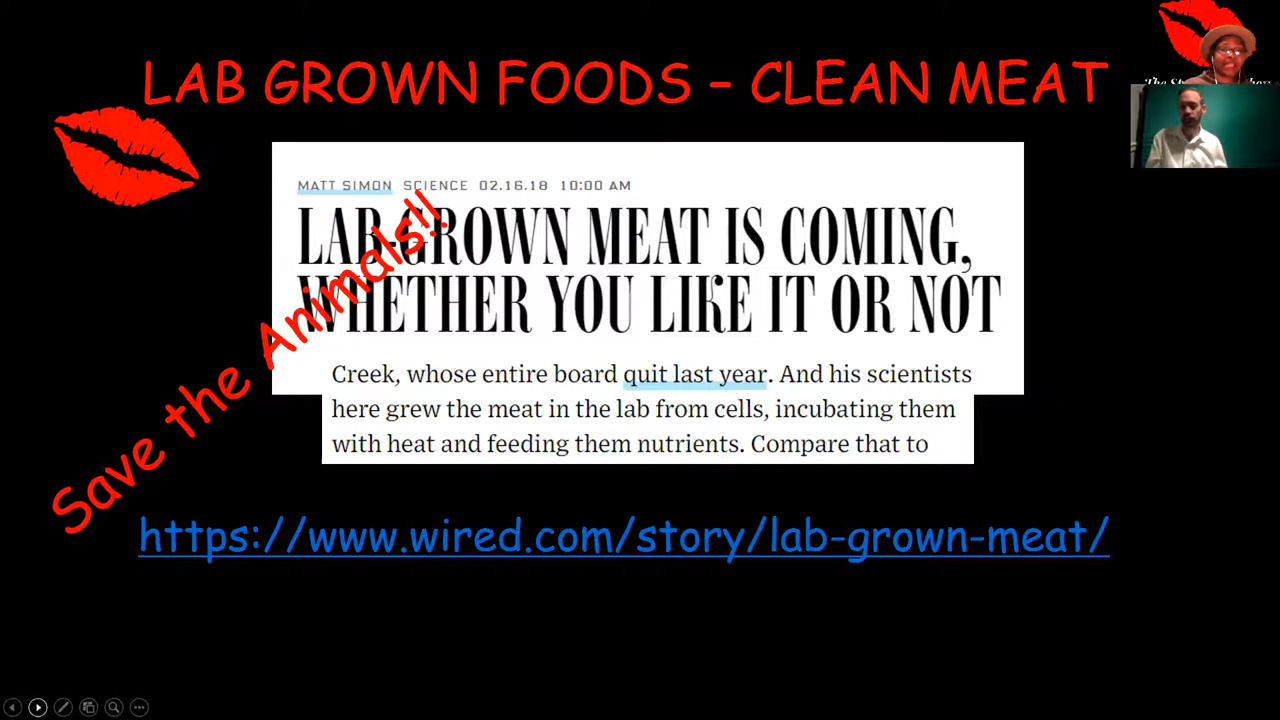 LAB GROWN FOODS – CLEAN MEAT
MATT SIMON SCIENCE 02.16.18 10:00 AM
LAB-GROWN MEAT IS COMING,
WHETHER YOU LIKE IT OR NOT
Save the Animals!!
Creek, whose entire board quit last year. And his scientists
here grew the meat in the lab from cells, incubating them
with heat and feeding them nutrients. Compare that to
https://www.wired.com/story/lab-grown-meat/